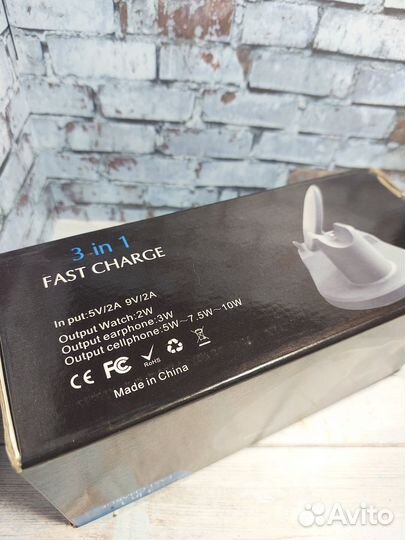 3 in 1
FAST CHARGE
In put:5V/2A 9V/2A
Output Watch:2W
Output earphone:3W
Output cellphone:5W~7.5W~10W
CE FC RoHS
Made in China
Avito